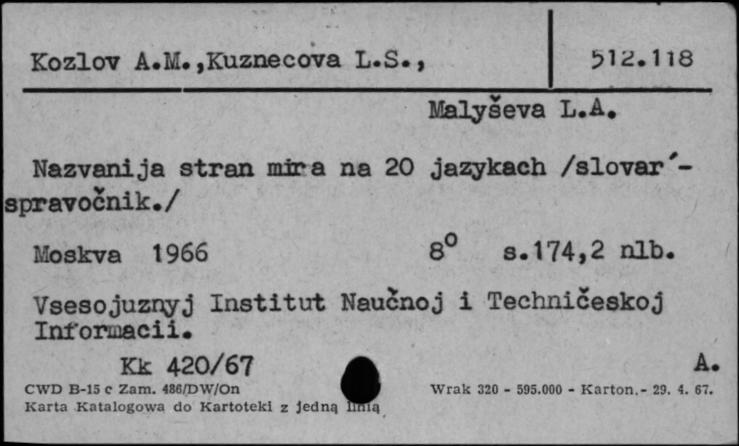 Kozlov A.M.,Kuznecova L.S., 512.118
Malyševa L.A.
Nazvanija stran mira na 20 jazykach /slovar´-
spravočnik./
Moskva 1966 8° s.174,2 nlb.
Vsesojuznyj Institut Naučnoj i Techničeskoj
Informacii.
Kk 420/67 A.
CWD B-15 c Zam. 486/DW/On Wrak 320 - 595.000 - Karton.- 29. 4. 67.
Karta Katalogowa do Kartoteki z jedną linią